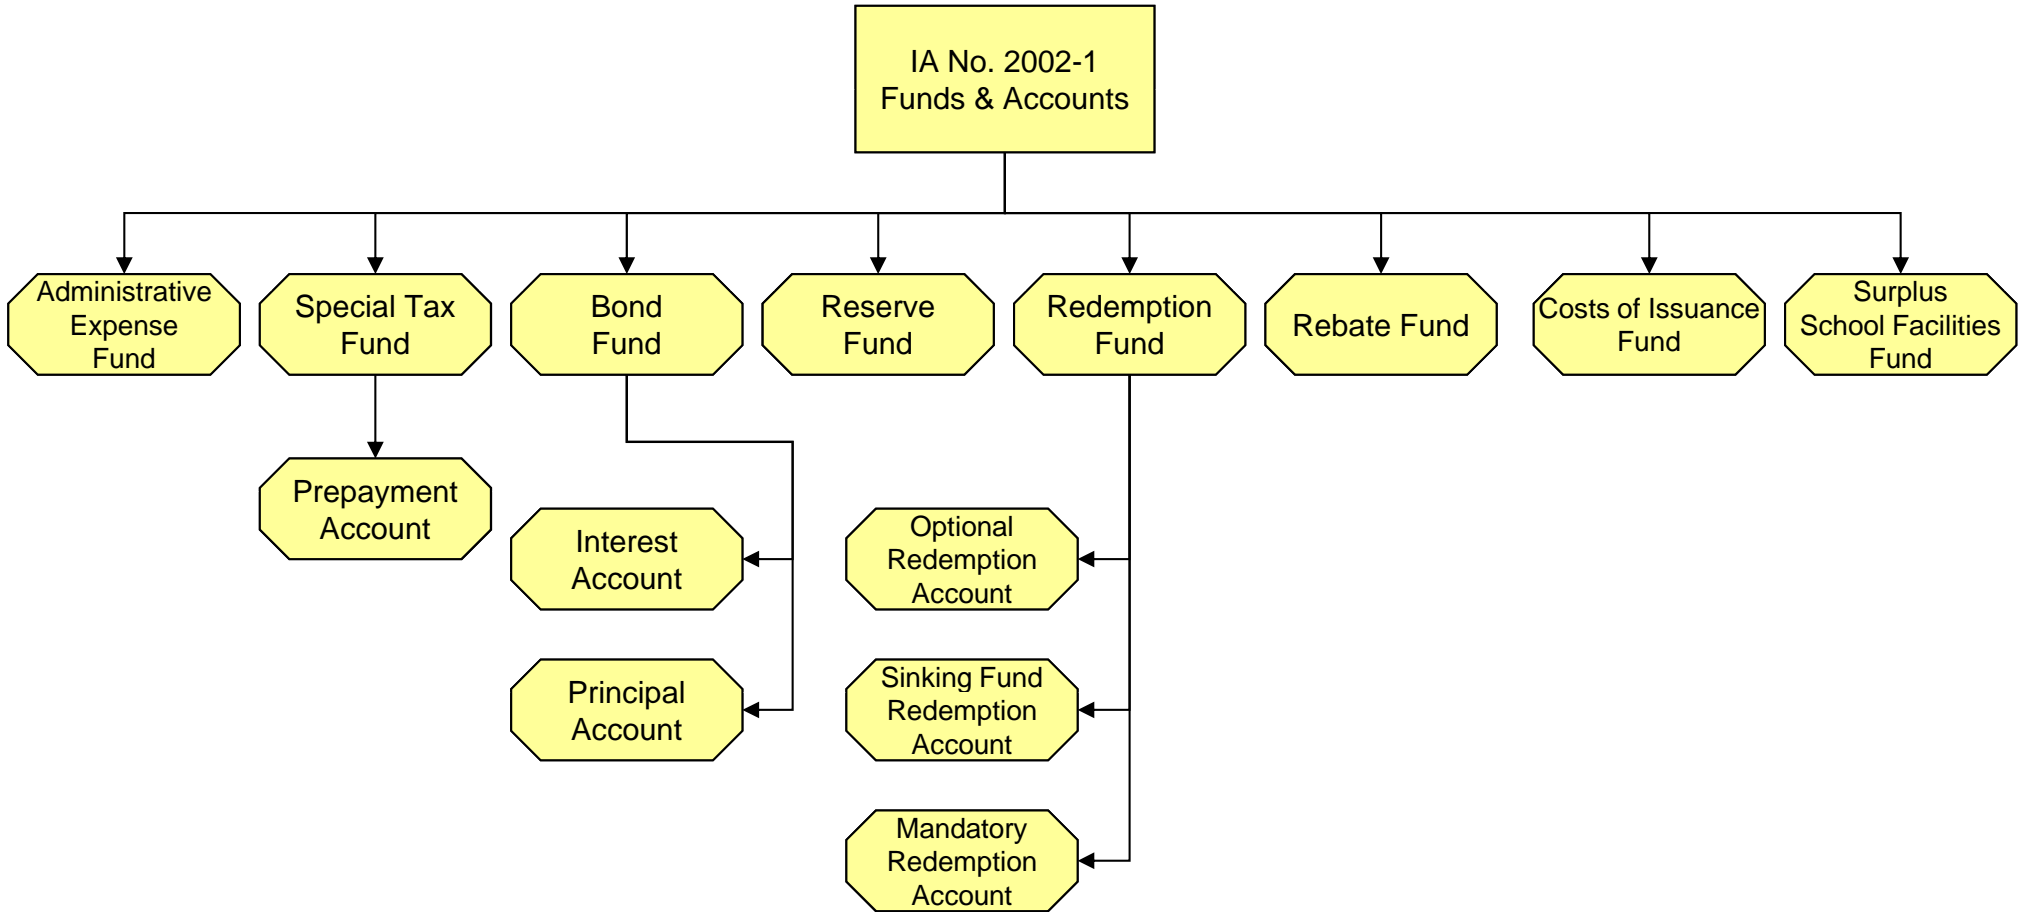 IA No. 2002-1
Funds & Accounts
Administrative
Expense
Fund
Special Tax
Fund
Bond
Fund
Reserve
Fund
Redemption
Fund
Rebate Fund
Costs of Issuance
Fund
Surplus
School Facilities
Fund
Prepayment
Account
Interest
Account
Optional
Redemption
Account
Principal
Account
Sinking Fund
Redemption
Account
Mandatory
Redemption
Account